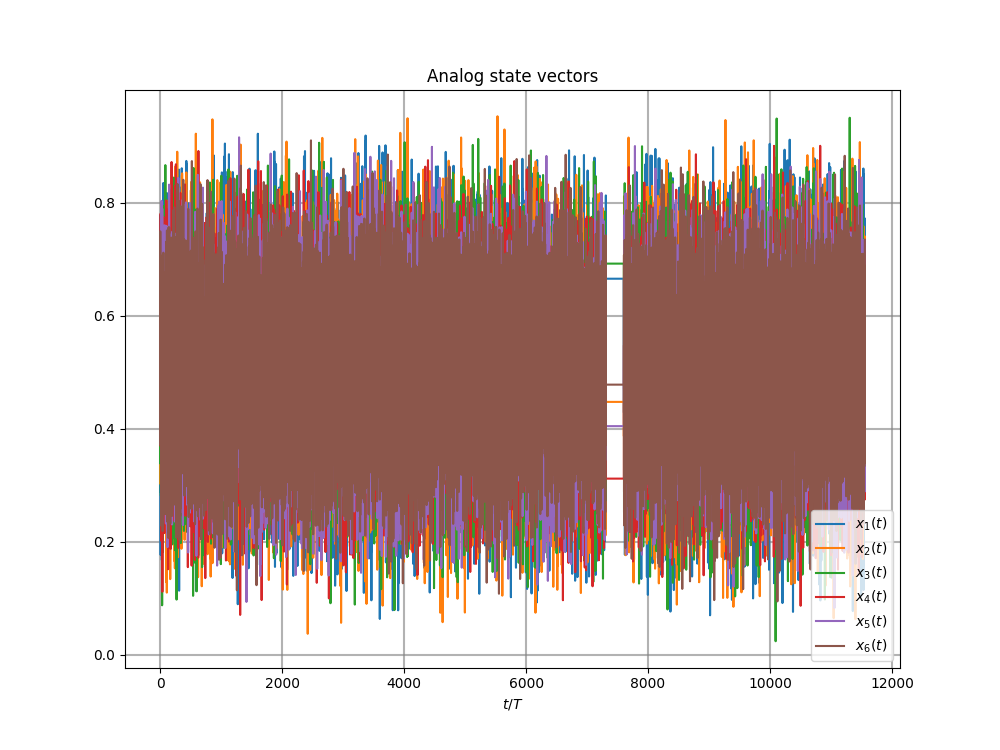 Analog state vectors
0.8
0.6
0.4
0.2
0.0
0
2000
4000
6000
8000
10000
12000
t/T
x₁(t)
x₂(t)
x₃(t)
x₄(t)
x₅(t)
x₆(t)